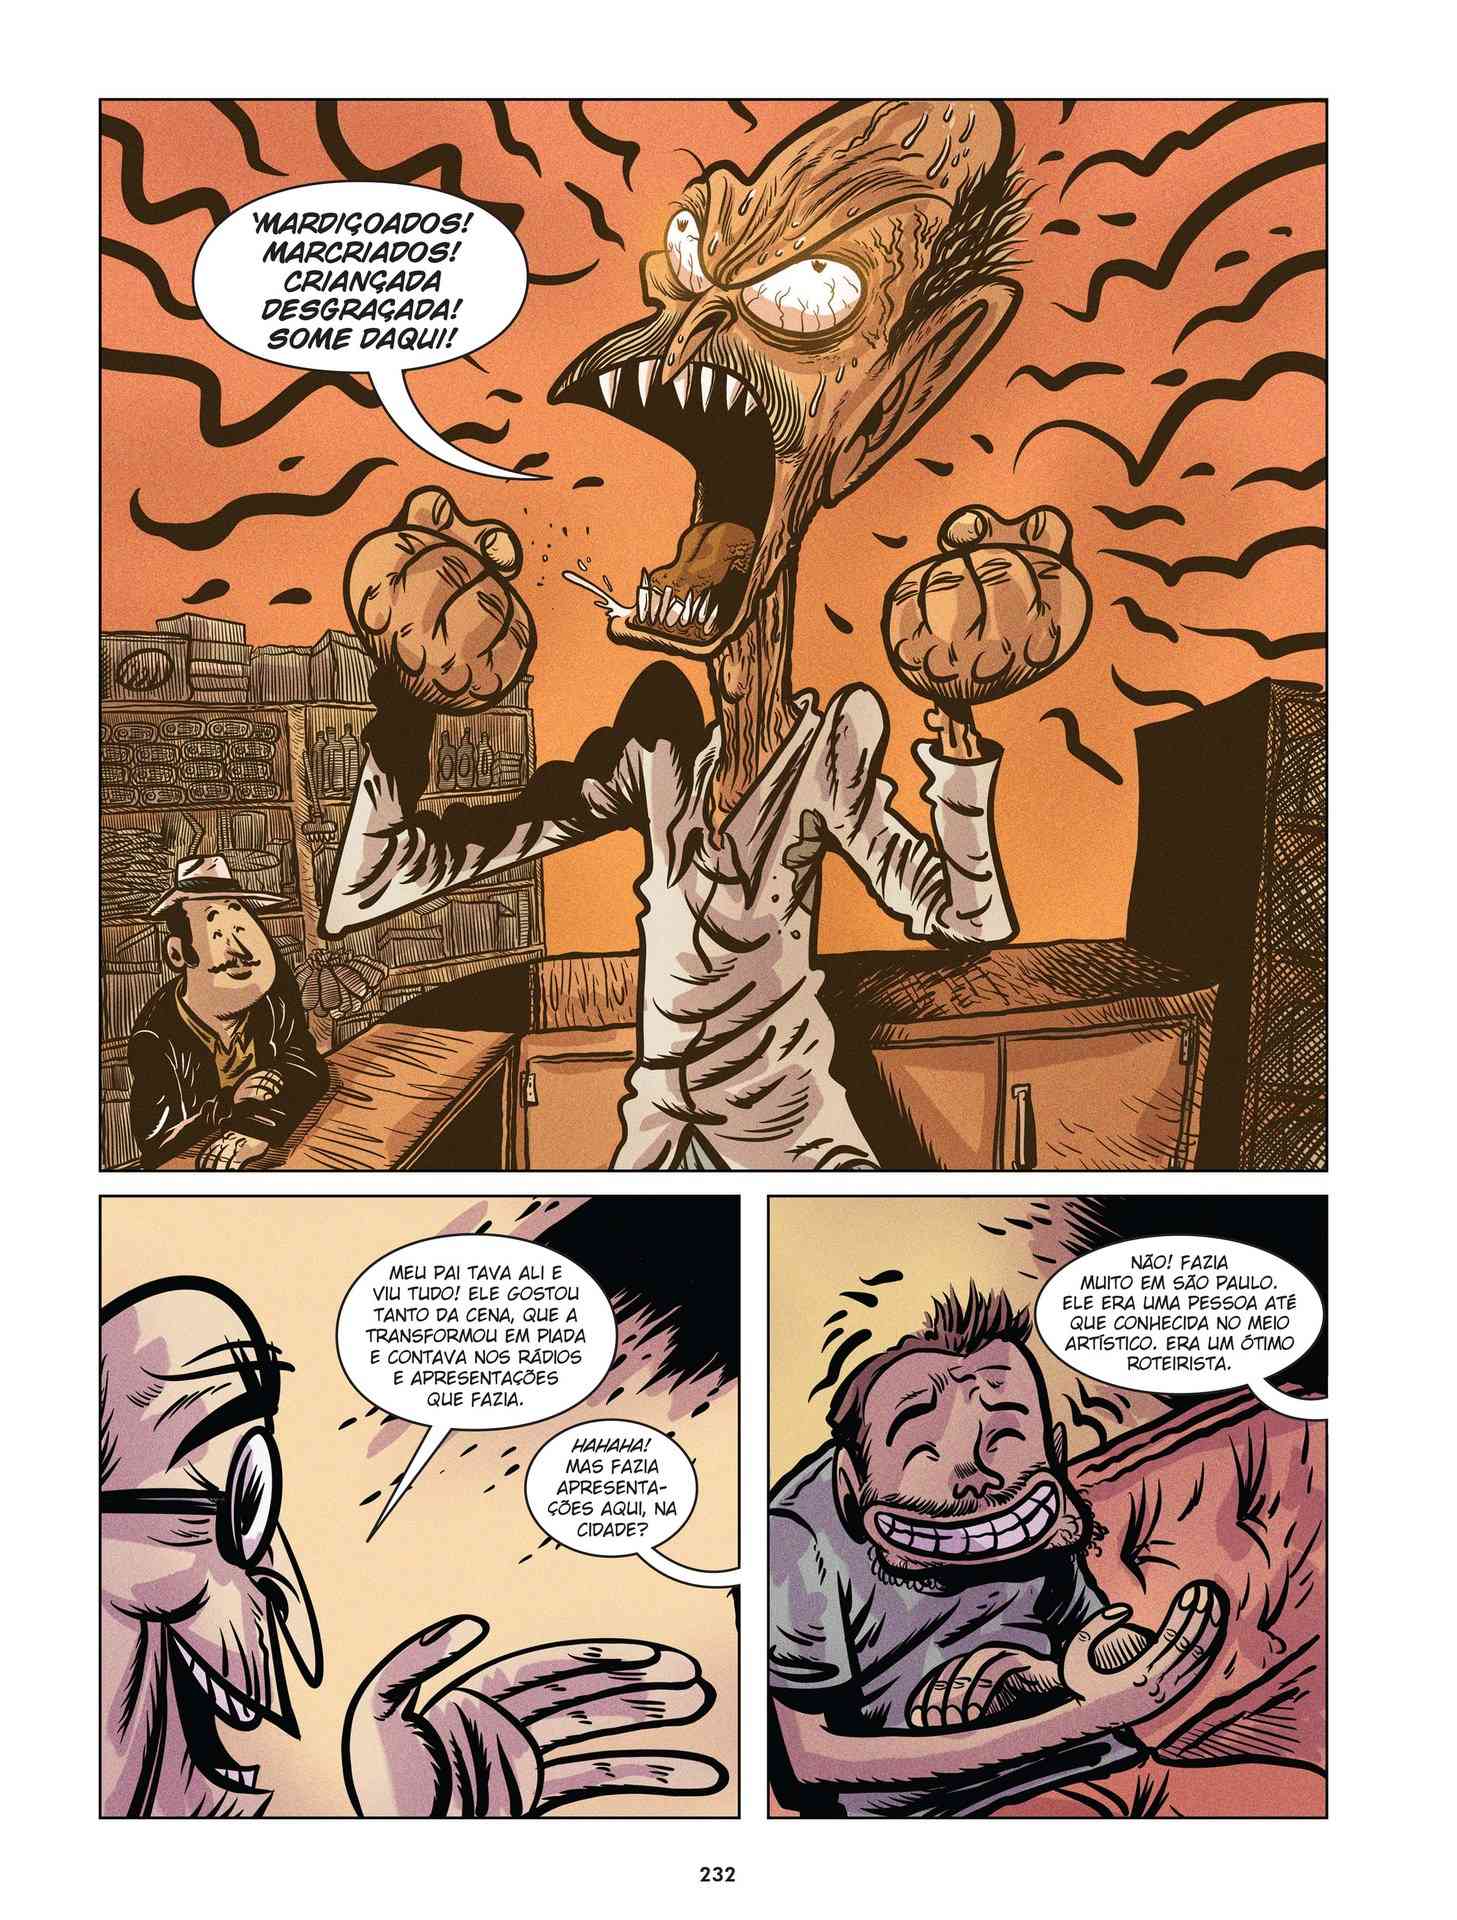 'MARDIÇOADOS!
MARCRIADOS!
CRIANÇADA
DESGRAÇADA!
SOME DAQUI!
MEU PAI TAVA ALI E
VIU TUDO! ELE GOSTOU
TANTO DA CENA, QUE A
TRANSFORMOU EM PIADA
E CONTAVA NOS RÁDIOS
E APRESENTAÇÕES
QUE FAZIA.
HAHAHA!
MAS FAZIA
APRESENTA-
ÇÕES AQUI, NA
CIDADE?
NÃO! FAZIA
MUITO EM SÃO PAULO.
ELE ERA UMA PESSOA ATÉ
QUE CONHECIDA NO MEIO
ARTÍSTICO. ERA UM ÓTIMO
ROTEIRISTA.
232